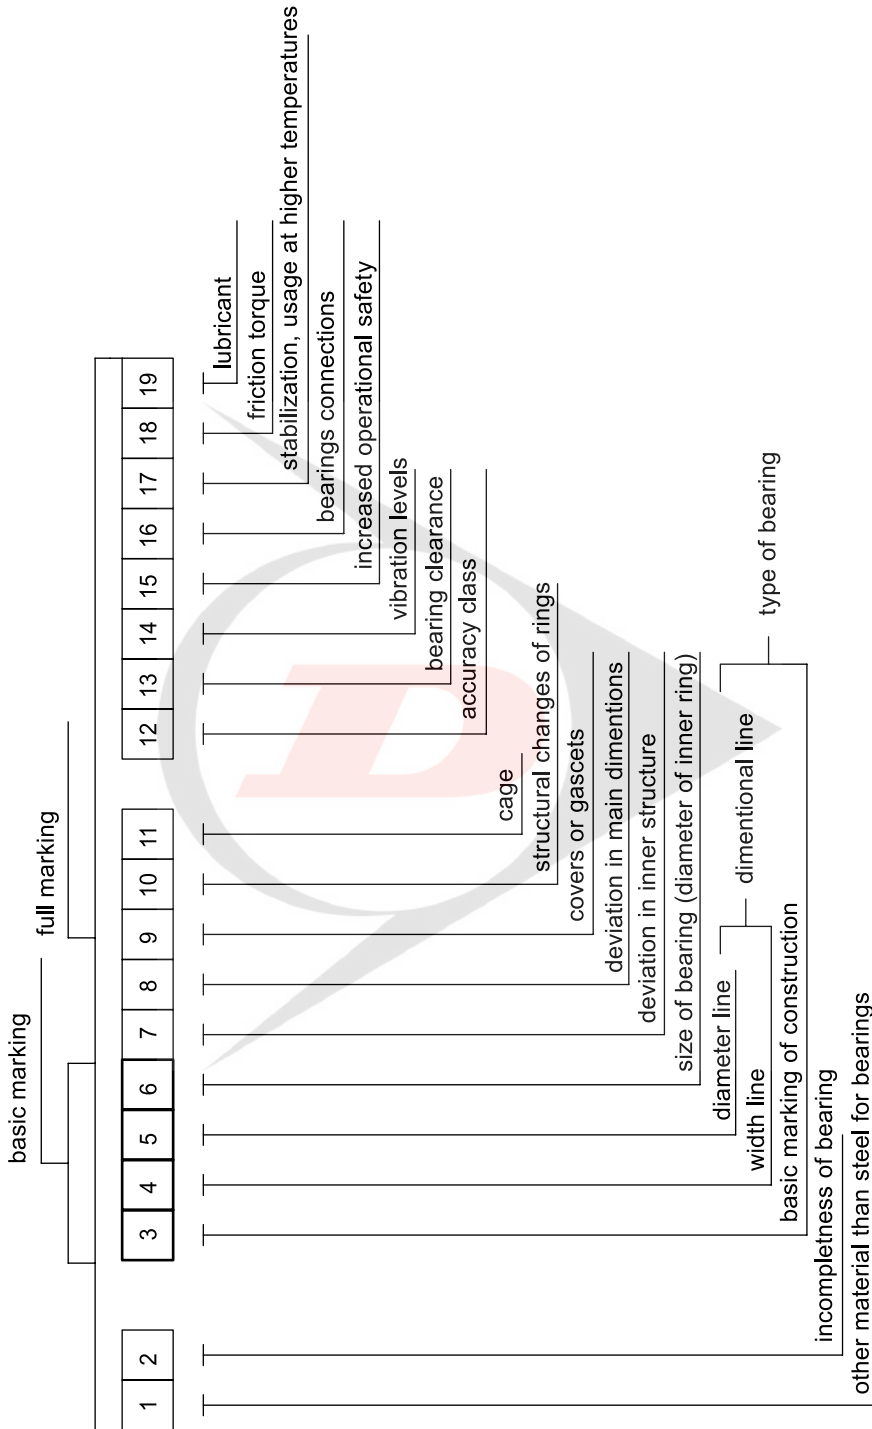 full marking
basic marking
1
2
3
4
5
6
7
8
9
10
11
12
13
14
15
16
17
18
19
lubricant
friction torque
stabilization, usage at higher temperatures
bearings connections
increased operational safety
vibration levels
bearing clearance
accuracy class
cage
structural changes of rings
covers or gascets
deviation in main dimentions
deviation in inner structure
size of bearing (diameter of inner ring)
diameter line
dimentional line
type of bearing
width line
basic marking of construction
incompletness of bearing
other material than steel for bearings
D